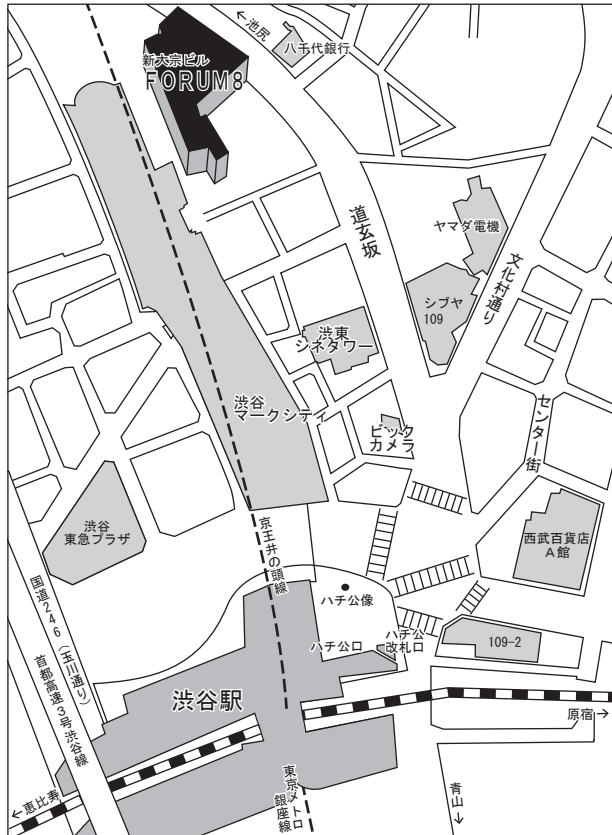 ←池尻
八千代銀行
新大宗ビル
FORUM8
道玄坂
ヤマダ電機
文化村通り
シブヤ
109
渋東
シネタワー
渋谷
マークシティ
ビック
カメラ
センター街
渋谷
東急プラザ
西武百貨店
A館
京王井の頭線
ハチ公像
国道246（玉川通り）
首都高速3号渋谷線
ハチ公口
ハチ公
改札口
109-2
渋谷駅
原宿→
←恵比寿
東京メトロ
銀座線
青山→